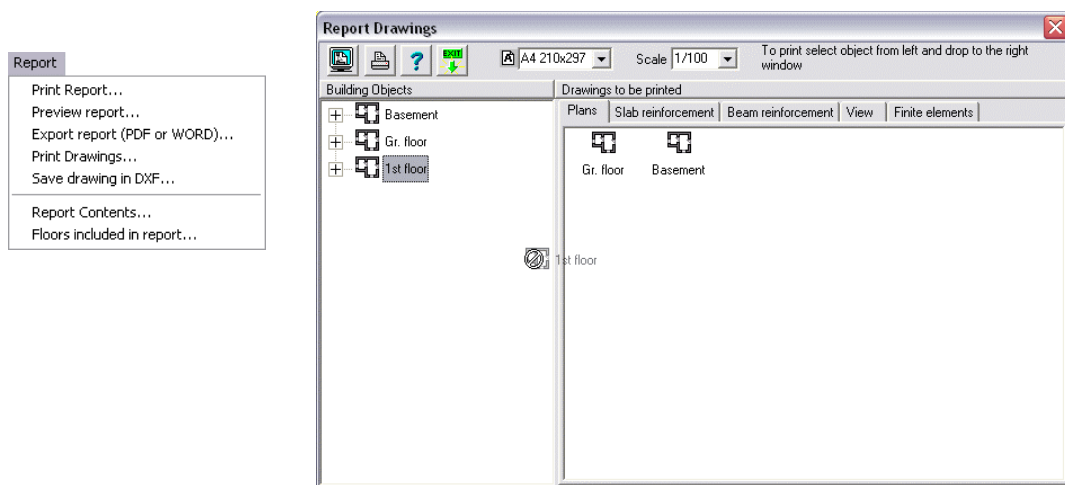 Report
Print Report...
Preview report...
Export report (PDF or WORD)...
Print Drawings...
Save drawing in DXF...
Report Contents...
Floors included in report...
Report Drawings
EXIT
A4 210x297
Scale 1/100
To print select object from left and drop to the right
window
Building Objects
Drawings to be printed
Basement
Gr. floor
1st floor
Plans Slab reinforcement Beam reinforcement View Finite elements
Gr. floor Basement
1st floor